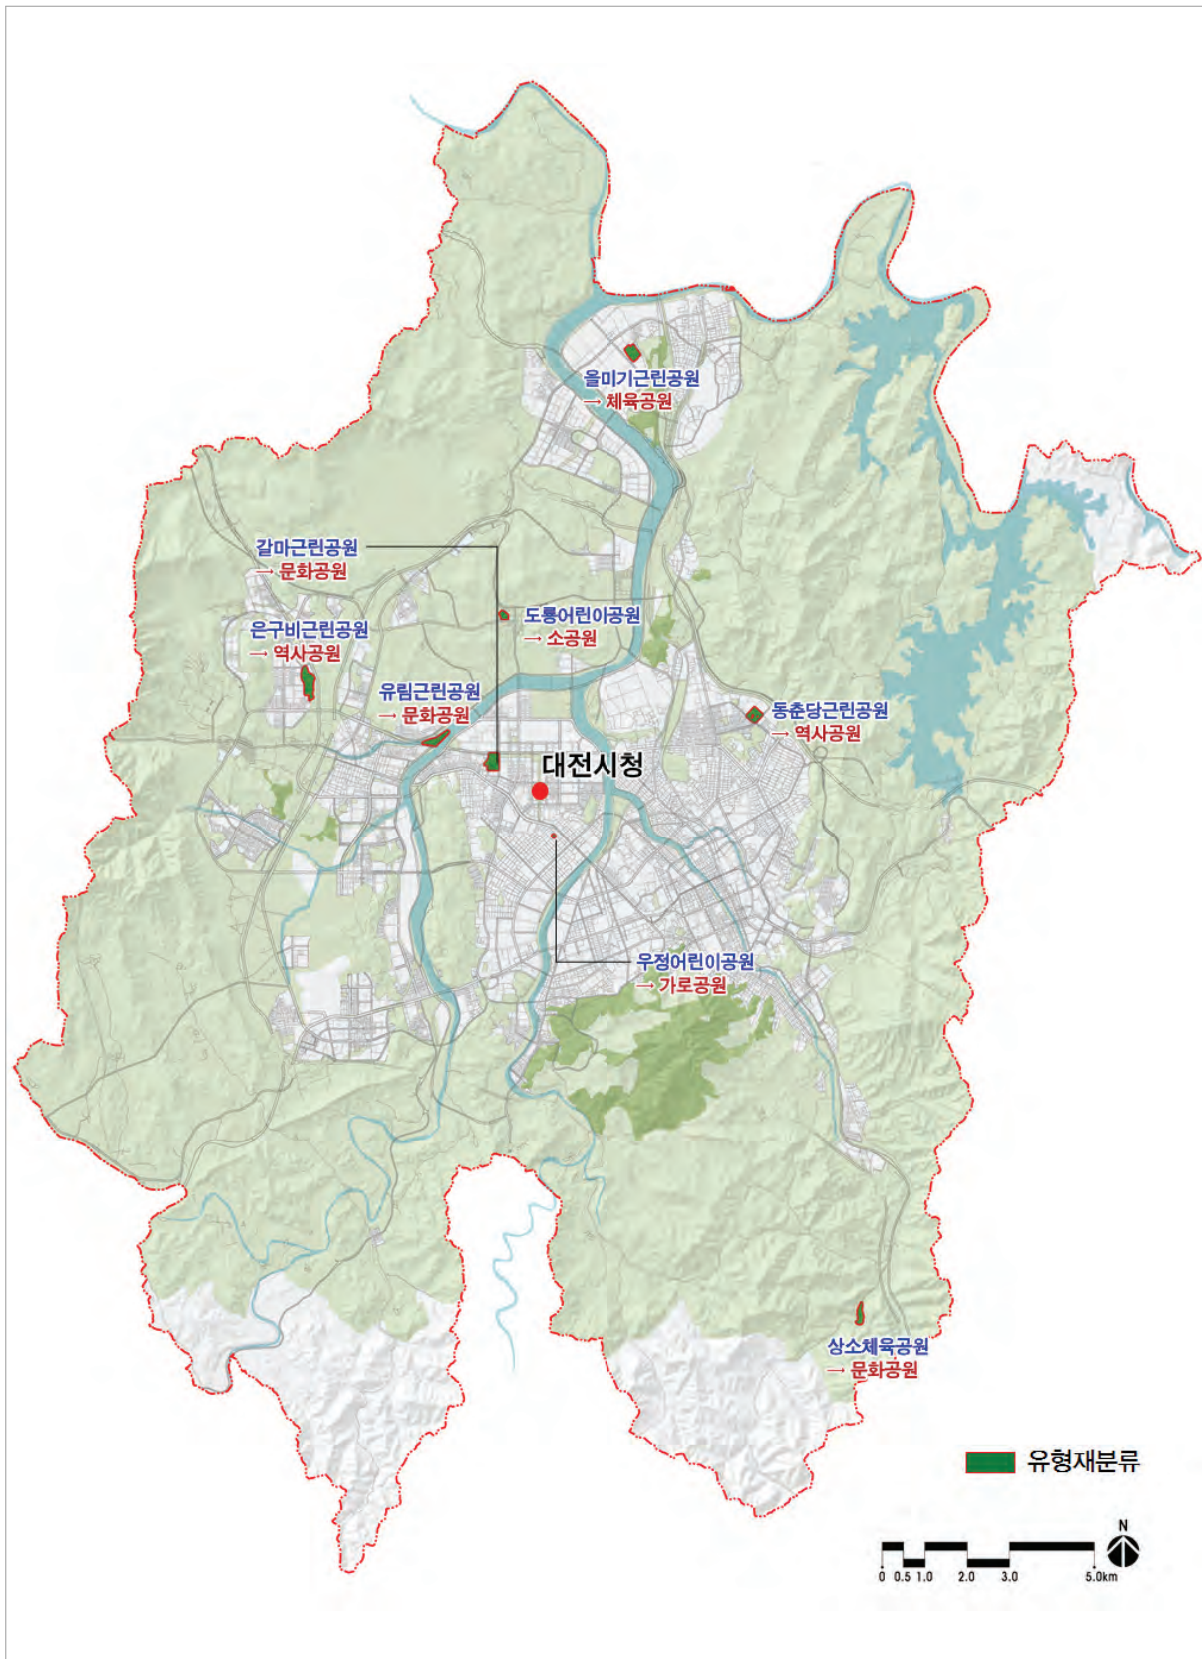 을미기근린공원
→ 체육공원
갈마근린공원
→ 문화공원
도룡어린이공원
→ 소공원
은구비근린공원
→ 역사공원
유림근린공원
→ 문화공원
동춘당근린공원
→ 역사공원
대전시청
우정어린이공원
→ 가로공원
상소체육공원
→ 문화공원
유형재분류
N
0 0.5 1.0 2.0 3.0 5.0km